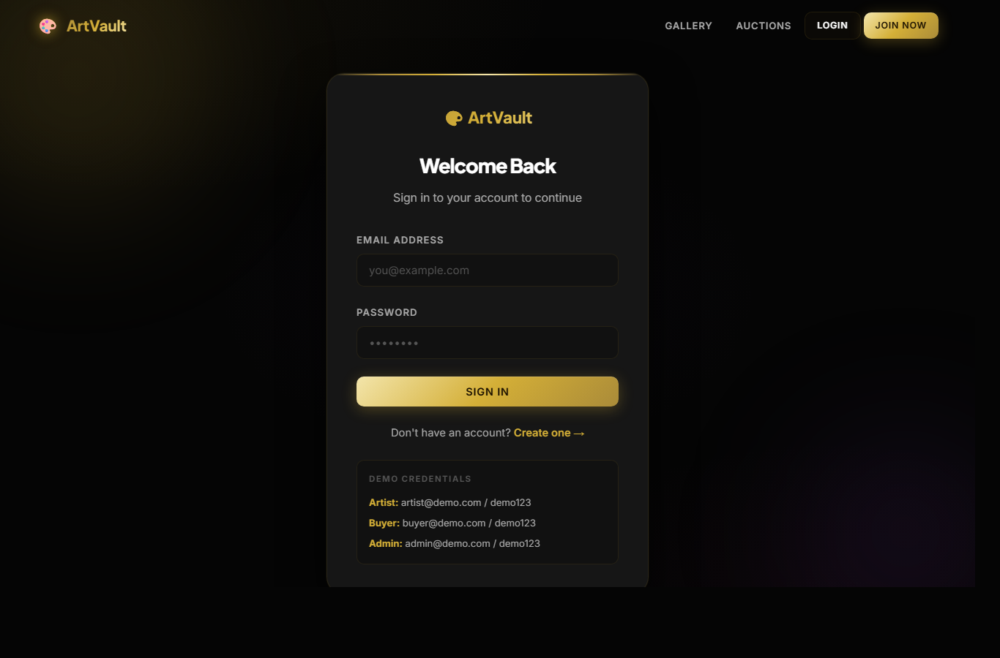 ArtVault
GALLERY
AUCTIONS
LOGIN
JOIN NOW
ArtVault
Welcome Back
Sign in to your account to continue
EMAIL ADDRESS
you@example.com
PASSWORD
••••••••
SIGN IN
Don't have an account? Create one →
DEMO CREDENTIALS
Artist: artist@demo.com / demo123
Buyer: buyer@demo.com / demo123
Admin: admin@demo.com / demo123